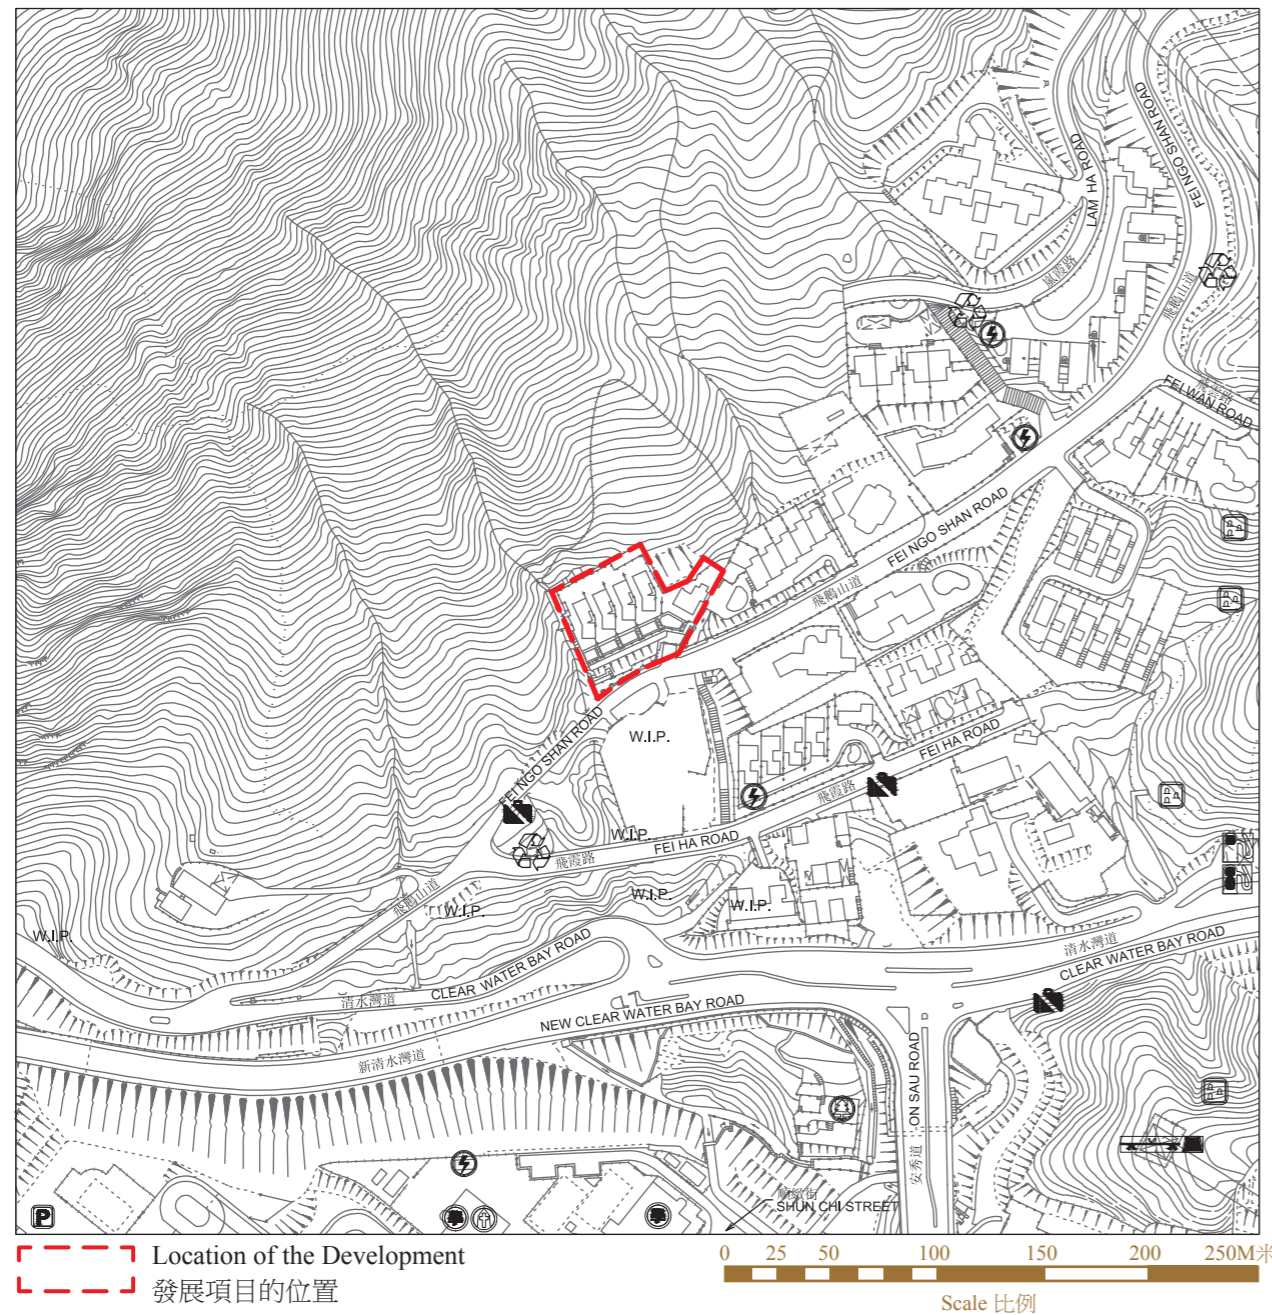 LAM HA ROAD
FEI NGO SHAN ROAD
飛鵝山道
FEI WAN ROAD
FEI NGO SHAN ROAD
飛鵝山道
W.I.P.
FEI NGO SHAN ROAD
FEI HA ROAD
飛霞路
W.I.P.
FEI HA ROAD
飛霞路
飛鵝山道
W.I.P.
W.I.P.
W.I.P.
W.I.P.
CLEAR WATER BAY ROAD
清水灣道
清水灣道
CLEAR WATER BAY ROAD
NEW CLEAR WATER BAY ROAD
新清水灣道
ON SAU ROAD
安秀道
順緻街
SHUN CHI STREET
P
學
學
Location of the Development
發展項目的位置
0 25 50 100 150 200 250M米
Scale 比例